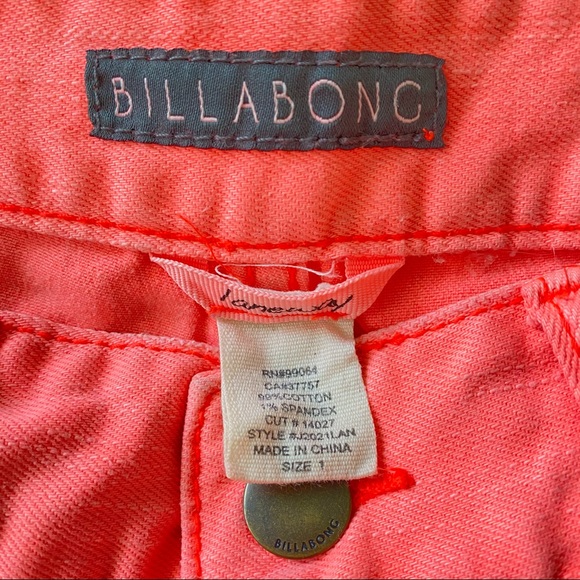 BILLABONG
RN#99064
CA#37757
99%COTTON
1% SPANDEX
CUT # 14027
STYLE #J2021LAN
MADE IN CHINA
SIZE 1
BILLABONG